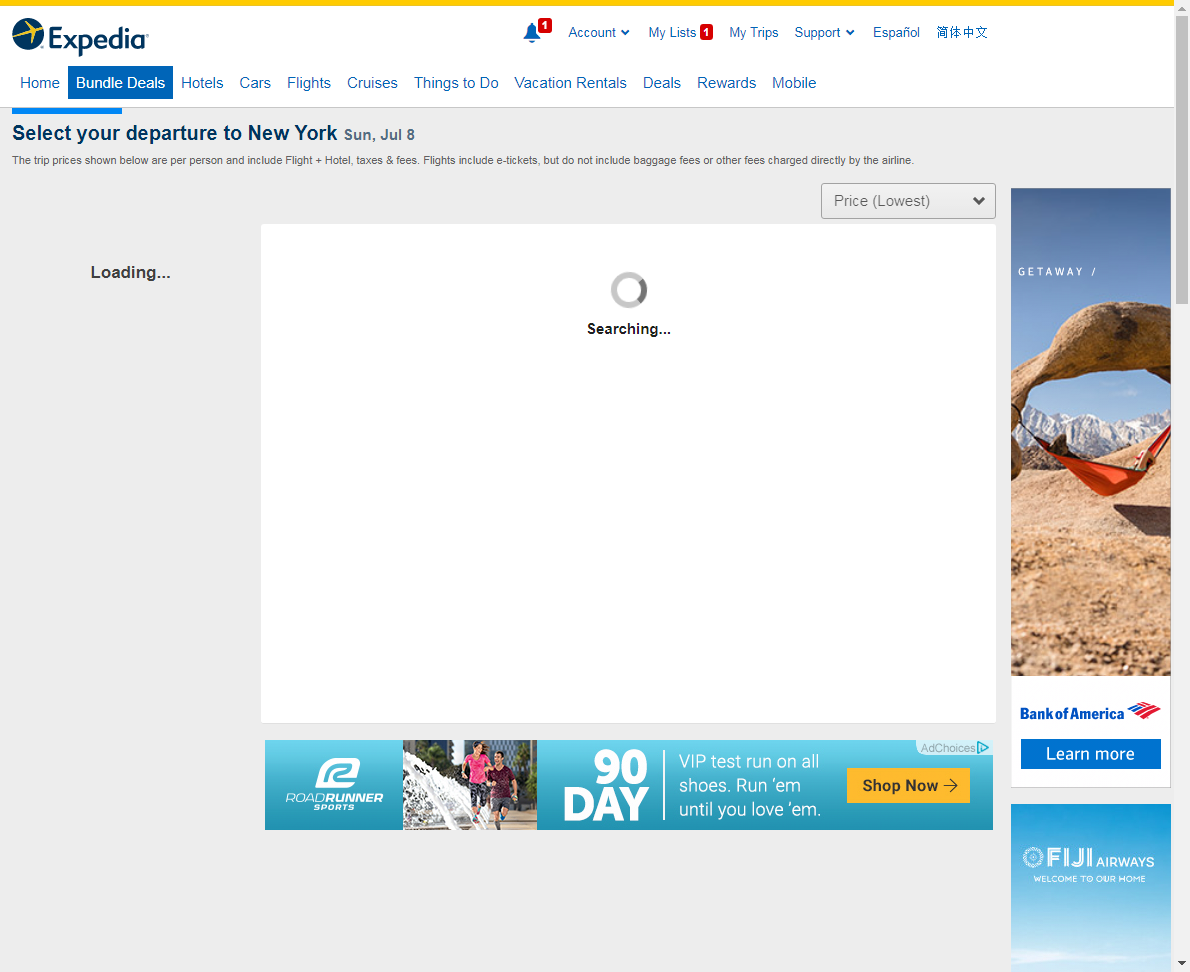 Expedia
1
Account
My Lists 1
My Trips
Support
Español
简体中文
Home
Bundle Deals
Hotels
Cars
Flights
Cruises
Things to Do
Vacation Rentals
Deals
Rewards
Mobile
Select your departure to New York Sun, Jul 8
The trip prices shown below are per person and include Flight + Hotel, taxes & fees. Flights include e-tickets, but do not include baggage fees or other fees charged directly by the airline.
Price (Lowest)
Loading...
Searching...
GETAWAY /
Bank of America
Learn more
ROADRUNNER
SPORTS
90
DAY
VIP test run on all
shoes. Run 'em
until you love 'em.
AdChoices
Shop Now
FIJI AIRWAYS
WELCOME TO OUR HOME